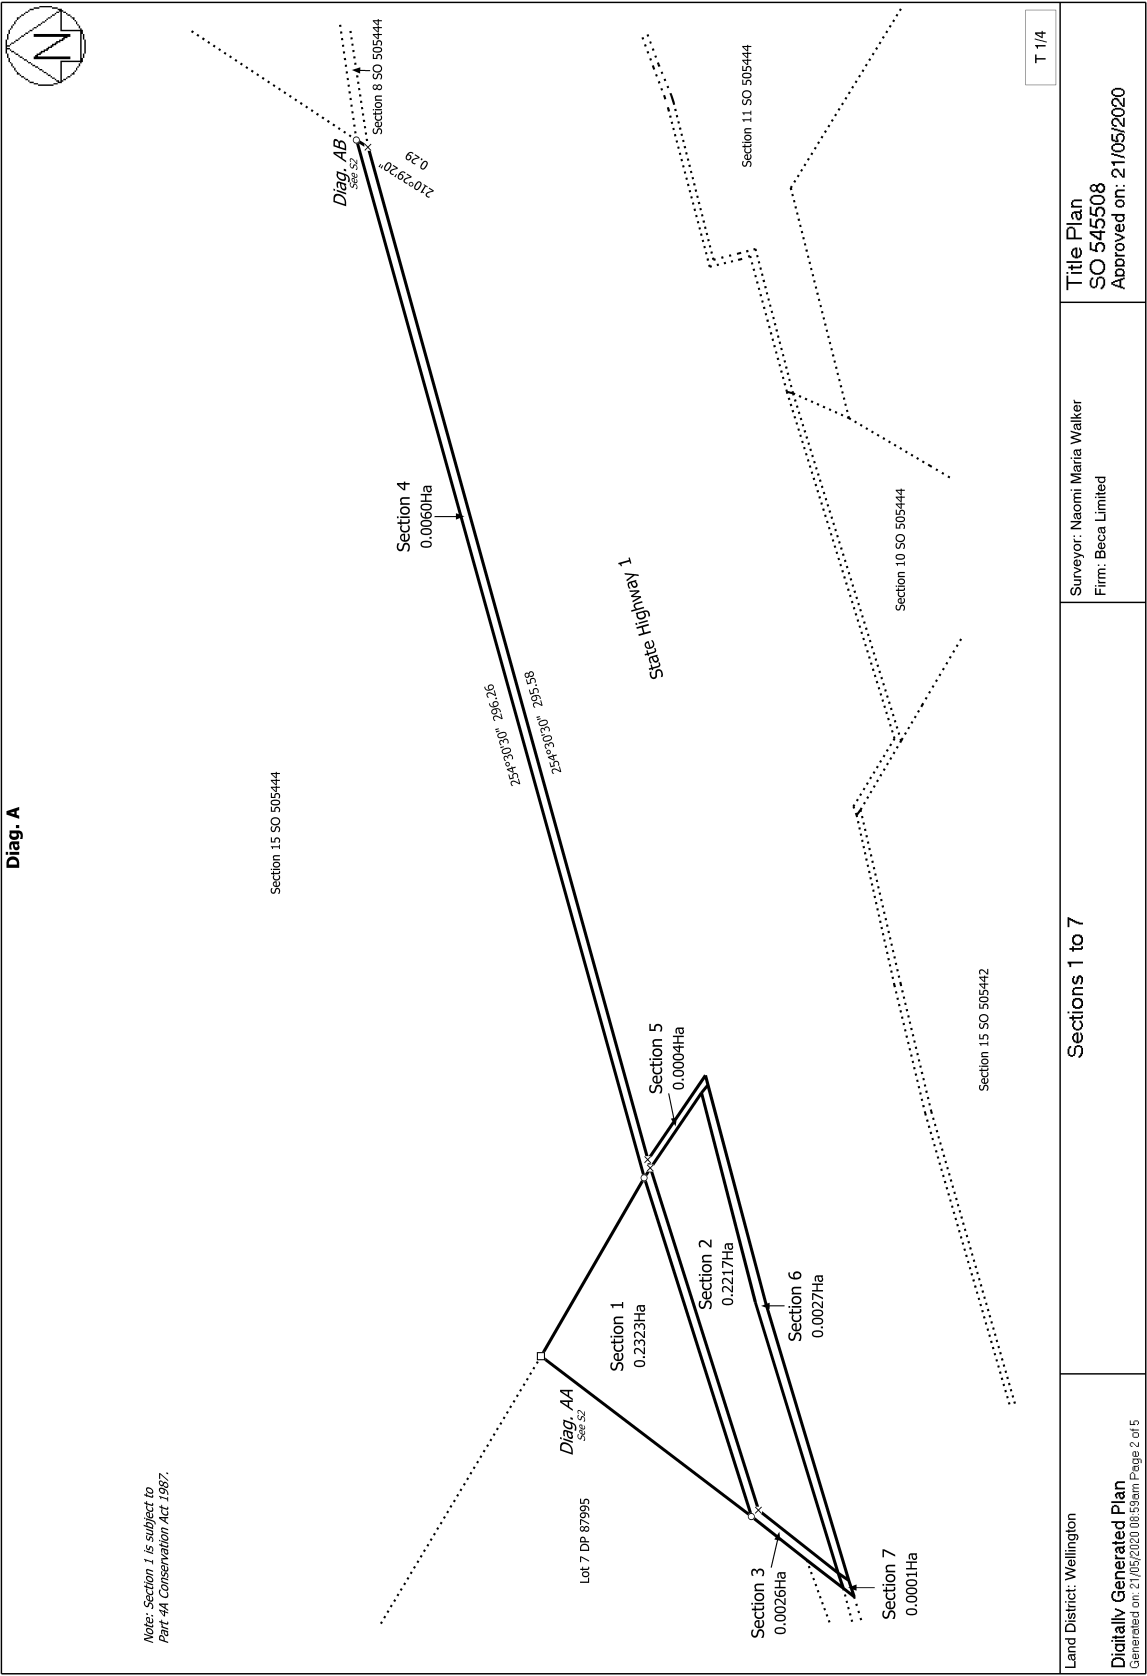 Diag. A
N
Note: Section 1 is subject to
Part 4A Conservation Act 1987.
Section 15 SO 505444
Diag. AB
See S2
Section 8 SO 505444
210°29'20"
0.29
Section 4
0.0060Ha
254°30'30" 296.26
254°30'30" 295.58
State Highway 1
Section 11 SO 505444
Section 10 SO 505444
Section 15 SO 505442
Diag. AA
See S2
Lot 7 DP 87995
Section 1
0.2323Ha
Section 5
0.0004Ha
Section 2
0.2217Ha
Section 6
0.0027Ha
Section 3
0.0026Ha
Section 7
0.0001Ha
T 1/4
Land District: Wellington
Digitally Generated Plan
Generated on: 21/05/2020 08:59am Page 2 of 5
Sections 1 to 7
Surveyor: Naomi Maria Walker
Firm: Beca Limited
Title Plan
SO 545508
Approved on: 21/05/2020